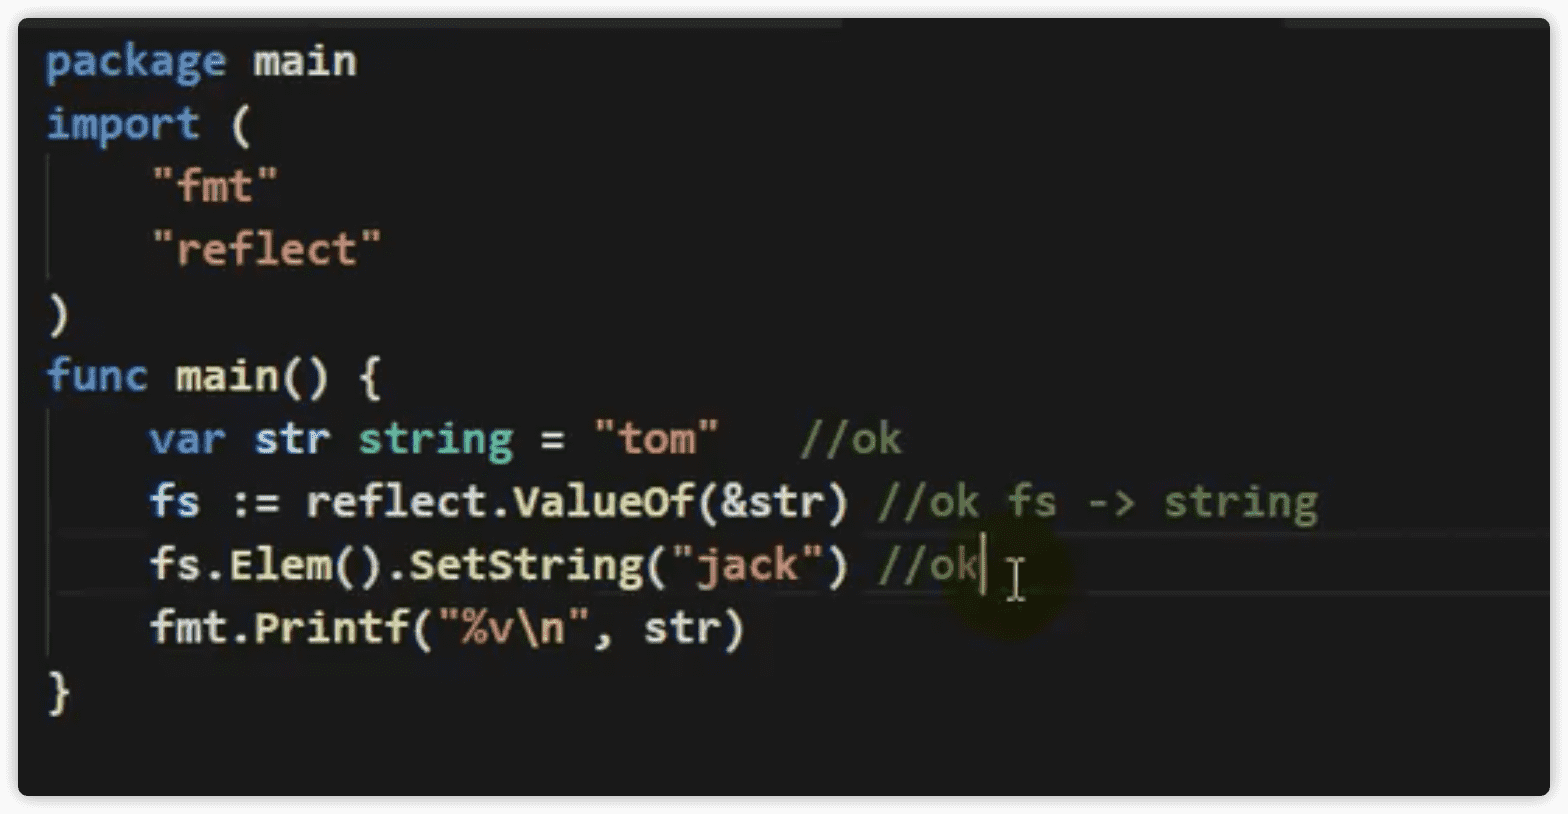 package main
import (
    "fmt"
    "reflect"
)
func main() {
    var str string = "tom"   //ok
    fs := reflect.ValueOf(&str) //ok fs -> string
    fs.Elem().SetString("jack") //ok
    fmt.Printf("%v\n", str)
}